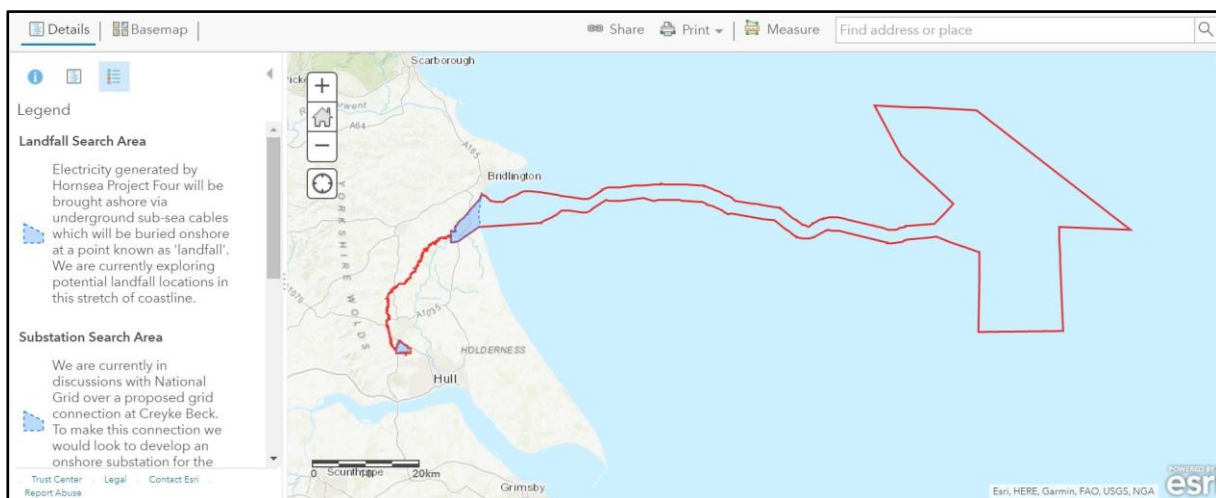 Details
Basemap
Share
Print
Measure
Find address or place
Legend
Landfall Search Area
Electricity generated by
Hornsea Project Four will be
brought ashore via
underground sub-sea cables
which will be buried onshore
at a point known as 'landfall'.
We are currently exploring
potential landfall locations in
this stretch of coastline.
Substation Search Area
We are currently in
discussions with National
Grid over a proposed grid
connection at Creyke Beck.
To make this connection we
would look to develop an
onshore substation for the
Trust Center
Legal
Contact Esri
Report Abuse
Scarborough
A64
A165
Bridlington
YORKSHIRE WOLDS
A1079
A1035
HOLDERNESS
Hull
0 10 20km
Scunthorpe
Grimsby
Esri, HERE, Garmin, FAO, USGS, NGA
POWERED BY
esri